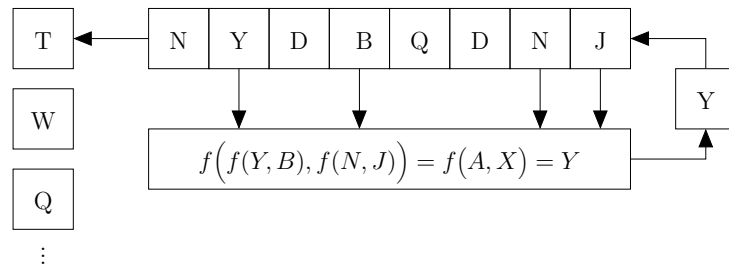 T N Y D B Q D N J
W Y
f(f(Y, B), f(N, J)) = f(A, X) = Y
Q
⋮